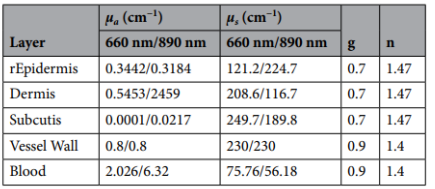 μa (cm−1) μs (cm−1)
Layer 660 nm/890 nm 660 nm/890 nm g n
rEpidermis 0.3442/0.3184 121.2/224.7 0.7 1.47
Dermis 0.5453/2459 208.6/116.7 0.7 1.47
Subcutis 0.0001/0.0217 249.7/189.8 0.7 1.47
Vessel Wall 0.8/0.8 230/230 0.9 1.4
Blood 2.026/6.32 75.76/56.18 0.9 1.4